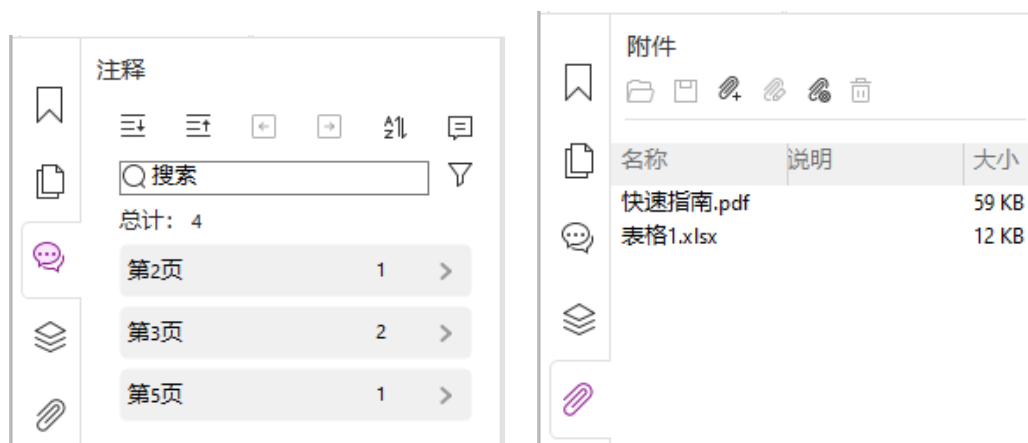 注释
搜索
总计: 4
第2页 1
第3页 2
第5页 1
附件
名称 说明 大小
快速指南.pdf 59 KB
表格1.xlsx 12 KB